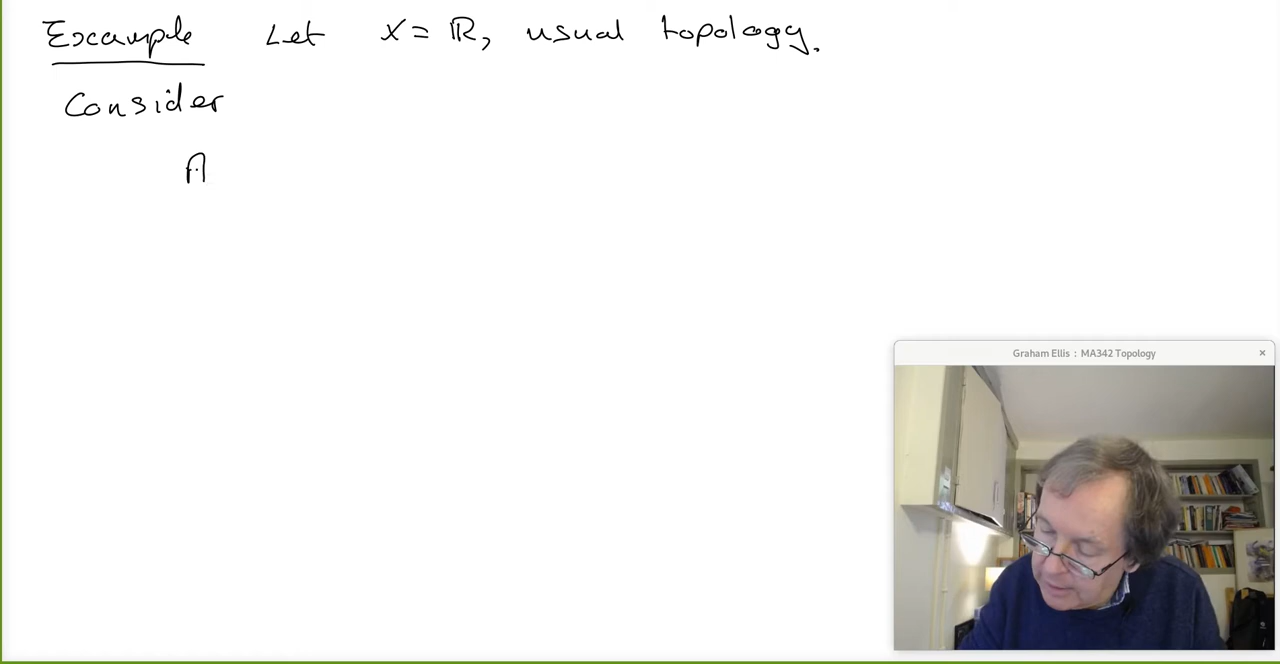 Example Let X = ℝ, usual topology.
Consider
A
Graham Ellis : MA342 Topology